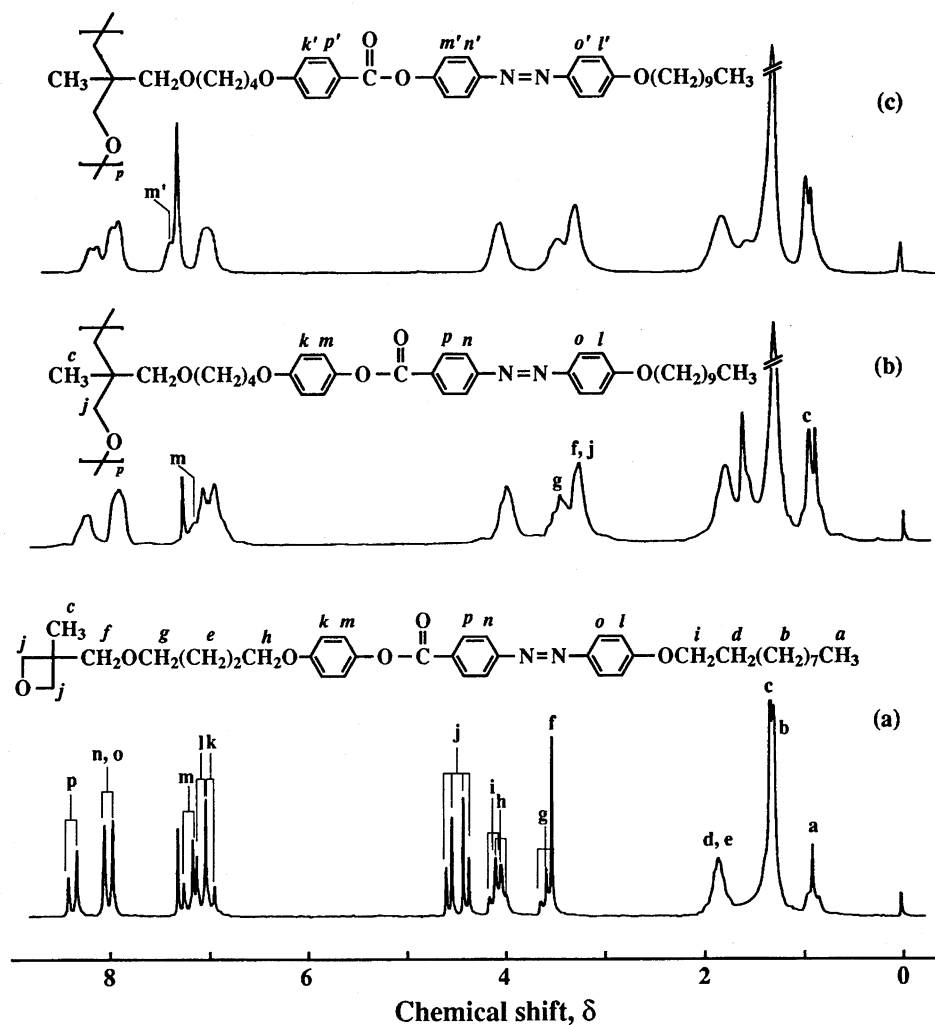 k' p' O m' n' o' l'
CH₃ CH₂O(CH₂)₄O C O N=N O(CH₂)₉CH₃
(c)
O
p
m'
c k m O p n o l
CH₃ CH₂O(CH₂)₄O O C N=N O(CH₂)₉CH₃
(b)
j
O
p
m
f, j
g
c
c
j CH₃ f g e h k m O p n o l i d b a
CH₂OCH₂(CH₂)₂CH₂O O C N=N OCH₂CH₂(CH₂)₇CH₃
O j
(a)
p
n, o
m
l k
j
i
h
g
f
d, e
c
b
a
8 6 4 2 0
Chemical shift, δ